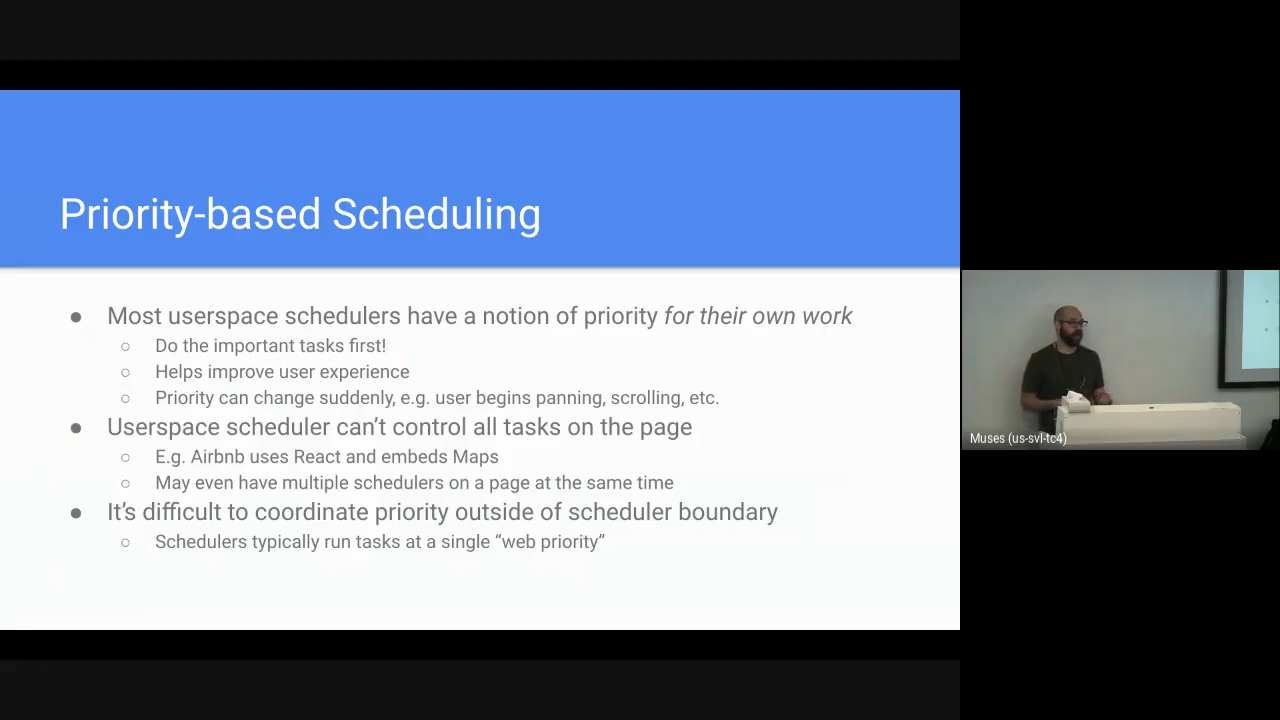 Priority-based Scheduling
● Most userspace schedulers have a notion of priority for their own work
○ Do the important tasks first!
○ Helps improve user experience
○ Priority can change suddenly, e.g. user begins panning, scrolling, etc.
● Userspace scheduler can’t control all tasks on the page
○ E.g. Airbnb uses React and embeds Maps
○ May even have multiple schedulers on a page at the same time
● It’s difficult to coordinate priority outside of scheduler boundary
○ Schedulers typically run tasks at a single “web priority”
Muses (us-svl-tc4)